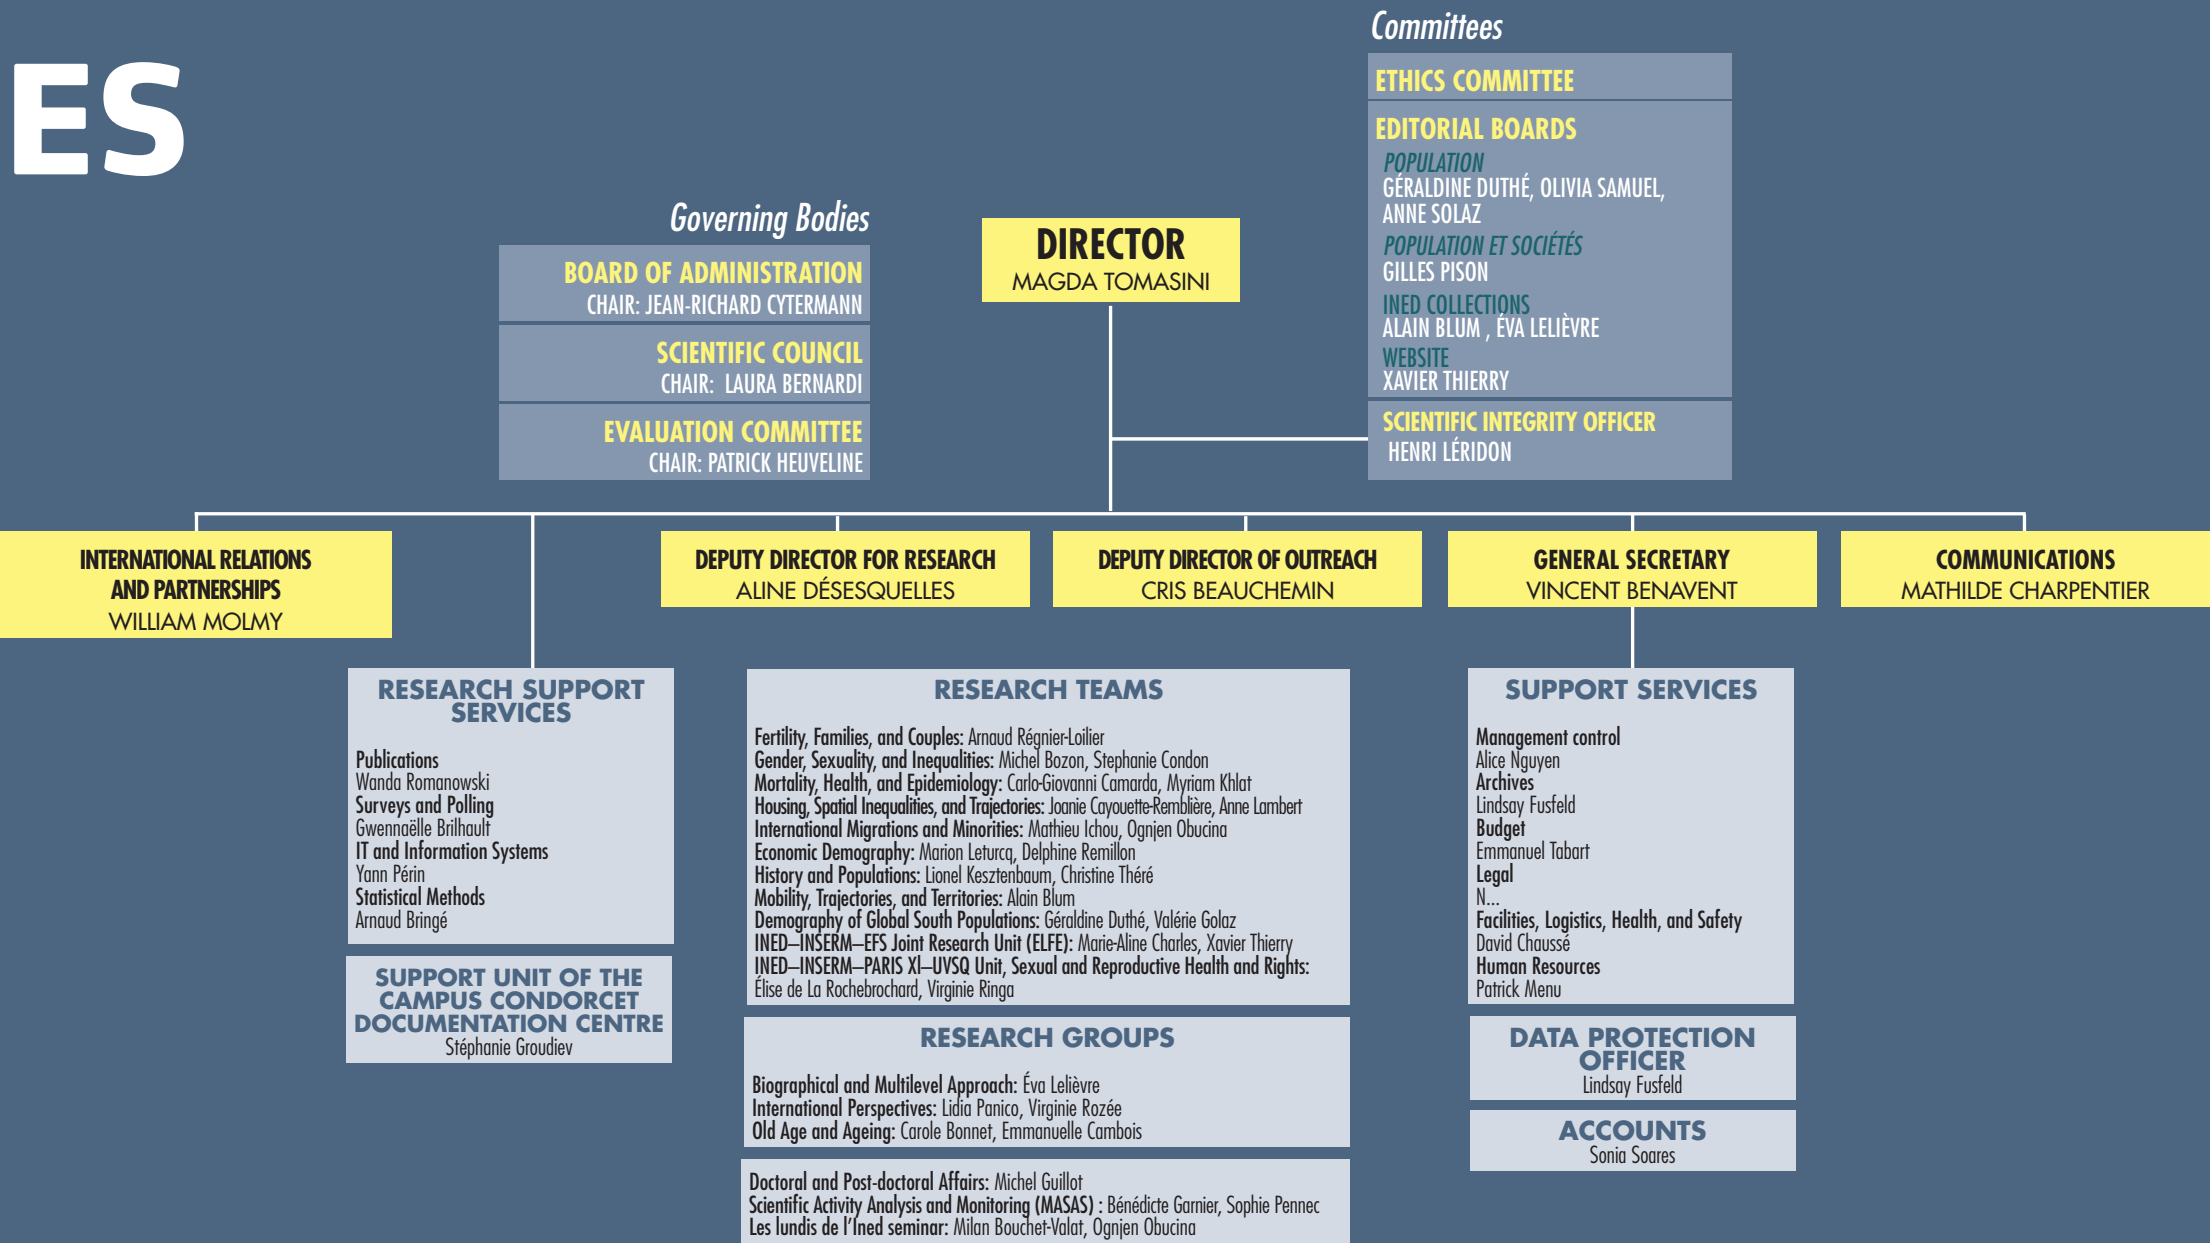 ES
Committees
ETHICS COMMITTEE
EDITORIAL BOARDS
POPULATION
GÉRALDINE DUTHÉ, OLIVIA SAMUEL,
ANNE SOLAZ
POPULATION ET SOCIÉTÉS
GILLES PISON
INED COLLECTIONS
ALAIN BLUM , ÉVA LELIÈVRE
WEBSITE
XAVIER THIERRY
SCIENTIFIC INTEGRITY OFFICER
HENRI LÉRIDON
Governing Bodies
BOARD OF ADMINISTRATION
CHAIR: JEAN-RICHARD CYTERMANN
SCIENTIFIC COUNCIL
CHAIR: LAURA BERNARDI
EVALUATION COMMITTEE
CHAIR: PATRICK HEUVELINE
DIRECTOR
MAGDA TOMASINI
INTERNATIONAL RELATIONS
AND PARTNERSHIPS
WILLIAM MOLMY
DEPUTY DIRECTOR FOR RESEARCH
ALINE DÉSESQUELLES
DEPUTY DIRECTOR OF OUTREACH
CRIS BEAUCHEMIN
GENERAL SECRETARY
VINCENT BENAVENT
COMMUNICATIONS
MATHILDE CHARPENTIER
RESEARCH SUPPORT
SERVICES
Publications
Wanda Romanowski
Surveys and Polling
Gwennaëlle Brilhault
IT and Information Systems
Yann Périn
Statistical Methods
Arnaud Bringé
SUPPORT UNIT OF THE
CAMPUS CONDORCET
DOCUMENTATION CENTRE
Stéphanie Groudiev
RESEARCH TEAMS
Fertility, Families, and Couples: Arnaud Régnier-Loilier
Gender, Sexuality, and Inequalities: Michel Bozon, Stephanie Condon
Mortality, Health, and Epidemiology: Carlo-Giovanni Camarda, Myriam Khlat
Housing, Spatial Inequalities, and Trajectories: Joanie Cayouette-Remblière, Anne Lambert
International Migrations and Minorities: Mathieu Ichou, Ognjen Obucina
Economic Demography: Marion Leturcq, Delphine Remillon
History and Populations: Lionel Kesztenbaum, Christine Théré
Mobility, Trajectories, and Territories: Alain Blum
Demography of Global South Populations: Géraldine Duthé, Valérie Golaz
INED–INSERM–EFS Joint Research Unit (ELFE): Marie-Aline Charles, Xavier Thierry
INED–INSERM–PARIS XI–UVSQ Unit, Sexual and Reproductive Health and Rights:
Élise de La Rochebrochard, Virginie Ringa
RESEARCH GROUPS
Biographical and Multilevel Approach: Éva Lelièvre
International Perspectives: Lidia Panico, Virginie Rozée
Old Age and Ageing: Carole Bonnet, Emmanuelle Cambois
Doctoral and Post-doctoral Affairs: Michel Guillot
Scientific Activity Analysis and Monitoring (MASAS) : Bénédicte Garnier, Sophie Pennec
Les lundis de l'Ined seminar: Milan Bouchet-Valat, Ognjen Obucina
SUPPORT SERVICES
Management control
Alice Nguyen
Archives
Lindsay Fusfeld
Budget
Emmanuel Tabart
Legal
N...
Facilities, Logistics, Health, and Safety
David Chaussé
Human Resources
Patrick Menu
DATA PROTECTION
OFFICER
Lindsay Fusfeld
ACCOUNTS
Sonia Soares